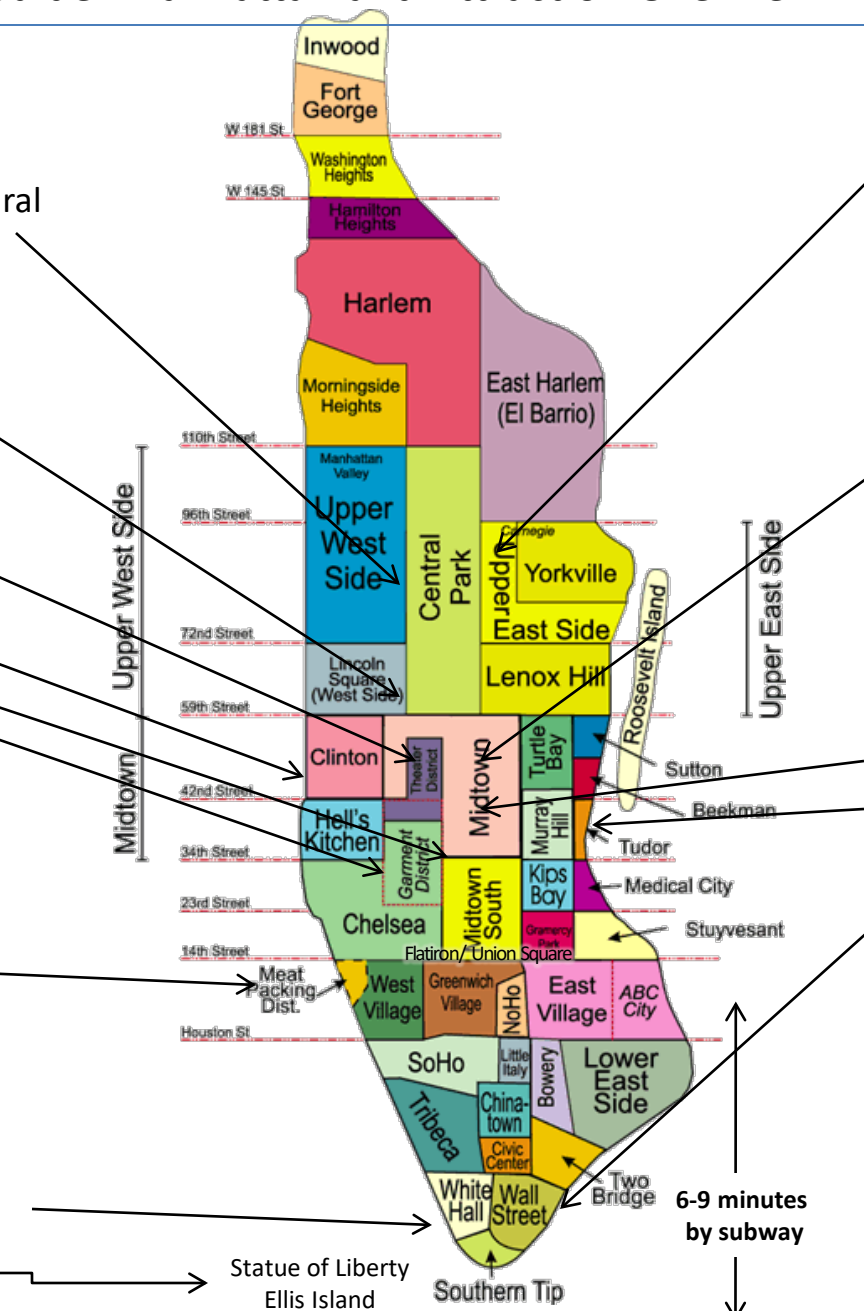 Inwood
Fort
George
W 181 St
Washington
Heights
W 145 St
ral
Hamilton
Heights
Harlem
East Harlem
(El Barrio)
Morningside
Heights
110th Street
Manhattan
Valley
Upper
West
Side
Central
Park
96th Street
Carnegie
Upper
East Side
Yorkville
Upper West Side
Upper East Side
Roosevelt Island
72nd Street
Lincoln
Square
(West Side)
Lenox Hill
59th Street
Midtown
Clinton
Theater
District
Midtown
Turtle
Bay
Sutton
Beekman
42nd Street
Hell's
Kitchen
Garment
District
Murray
Hill
Tudor
34th Street
Kips
Bay
Medical City
23rd Street
Chelsea
Midtown
South
Gramercy
Park
Stuyvesant
14th Street
Flatiron/ Union Square
Meat
Packing
Dist.
West
Village
Greenwich
Village
NoHo
East
Village
ABC
City
Houston St
SoHo
Little
Italy
Bowery
Lower
East
Side
Tribeca
China-
town
Civic
Center
Two
Bridge
White
Hall
Wall
Street
6-9 minutes
by subway
Statue of Liberty
Ellis Island
Southern Tip